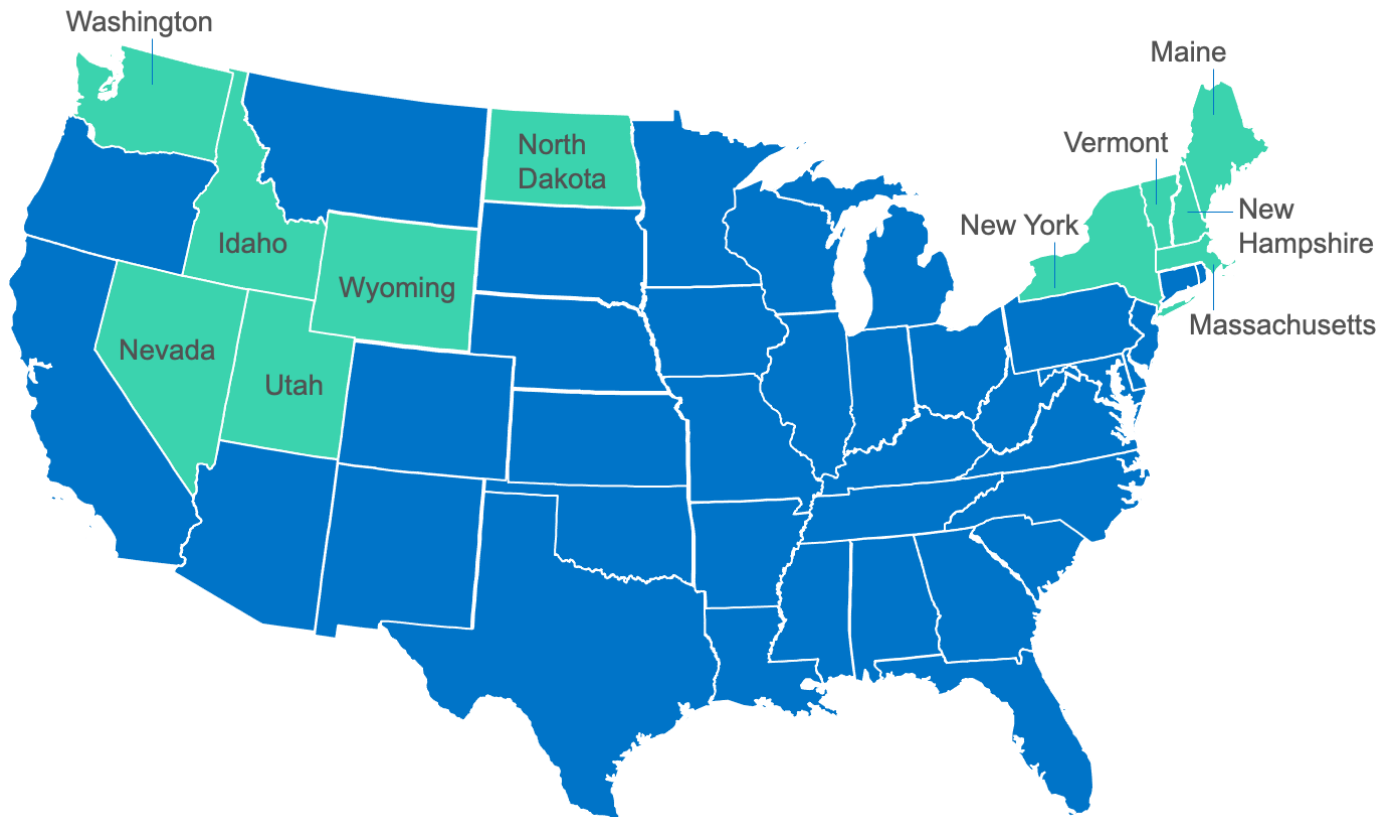 Washington
Maine
Vermont
North
Dakota
New York
New
Hampshire
Idaho
Wyoming
Massachusetts
Nevada
Utah